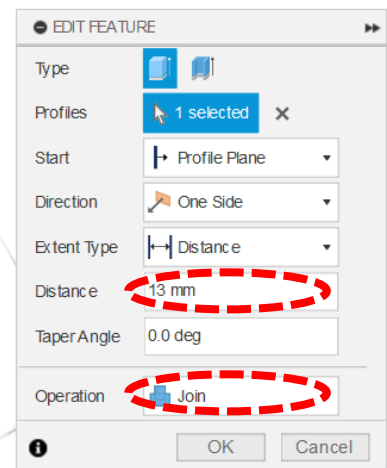 EDIT FEATURE
Type
Profiles 1 selected
Start Profile Plane
Direction One Side
Extent Type Distance
Distance 13 mm
Taper Angle 0.0 deg
Operation Join
OK Cancel